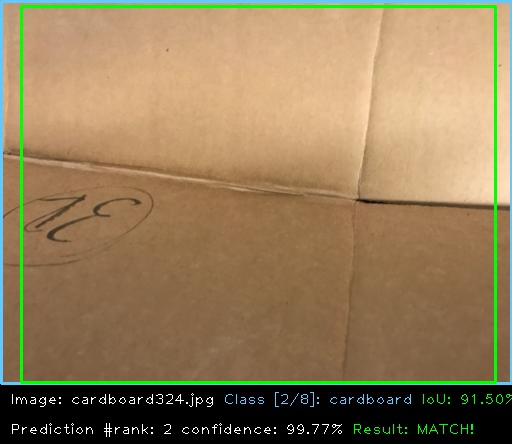 Image: cardboard324.jpg Class [2/8]: cardboard IoU: 91.50%
Prediction #rank: 2 confidence: 99.77% Result: MATCH!